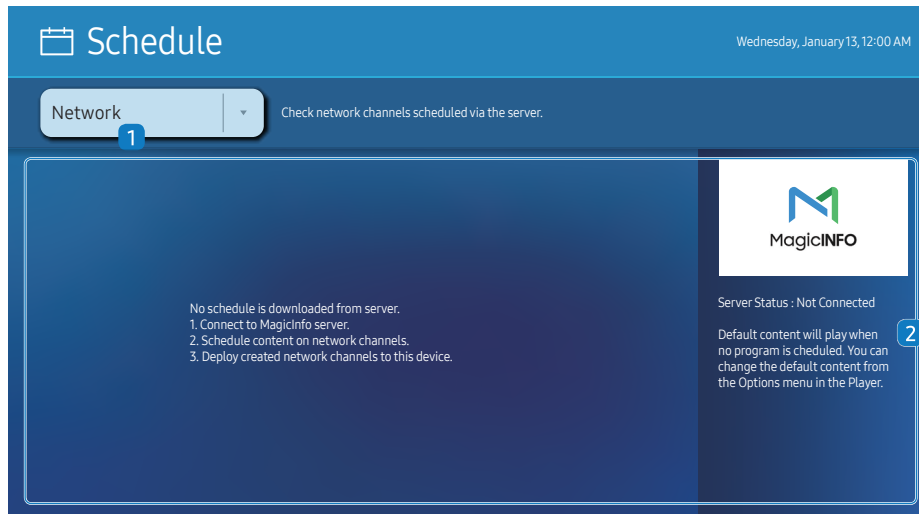 Schedule
Wednesday, January 13, 12:00 AM
Network
1
Check network channels scheduled via the server.
MagicINFO
No schedule is downloaded from server.
1. Connect to MagicInfo server.
2. Schedule content on network channels.
3. Deploy created network channels to this device.
Server Status : Not Connected
Default content will play when
no program is cheduled. You can
change the default content from
the Options menu in the Player.
2